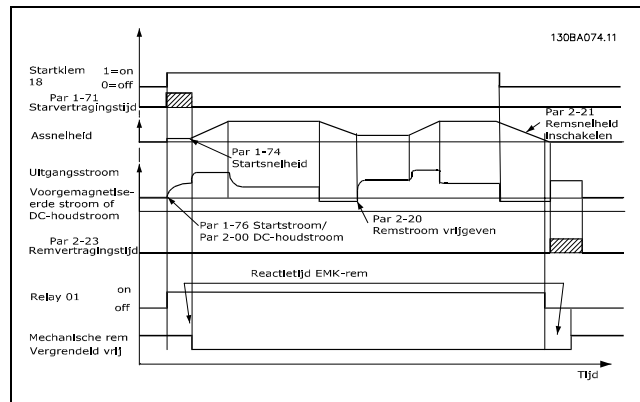 130BA074.11
Startklem
18
1=on
0=off
Par 1-71
Starvertragingstijd
Par 2-21
Remsnelheid
Inschakelen
Assnelheid
Par 1-74
Startsnelheid
Uitgangsstroom
Voorgemagnetise-
erde stroom of
DC-houdstroom
Par 1-76 Startstroom/
Par 2-00 DC-houdstroom
Par 2-20
Remstroom vrijgeven
Par 2-23
Remvertragingstijd
Reactietijd EMK-rem
Relay 01
on
off
Mechanische rem
Vergrendeld vrij
Tijd